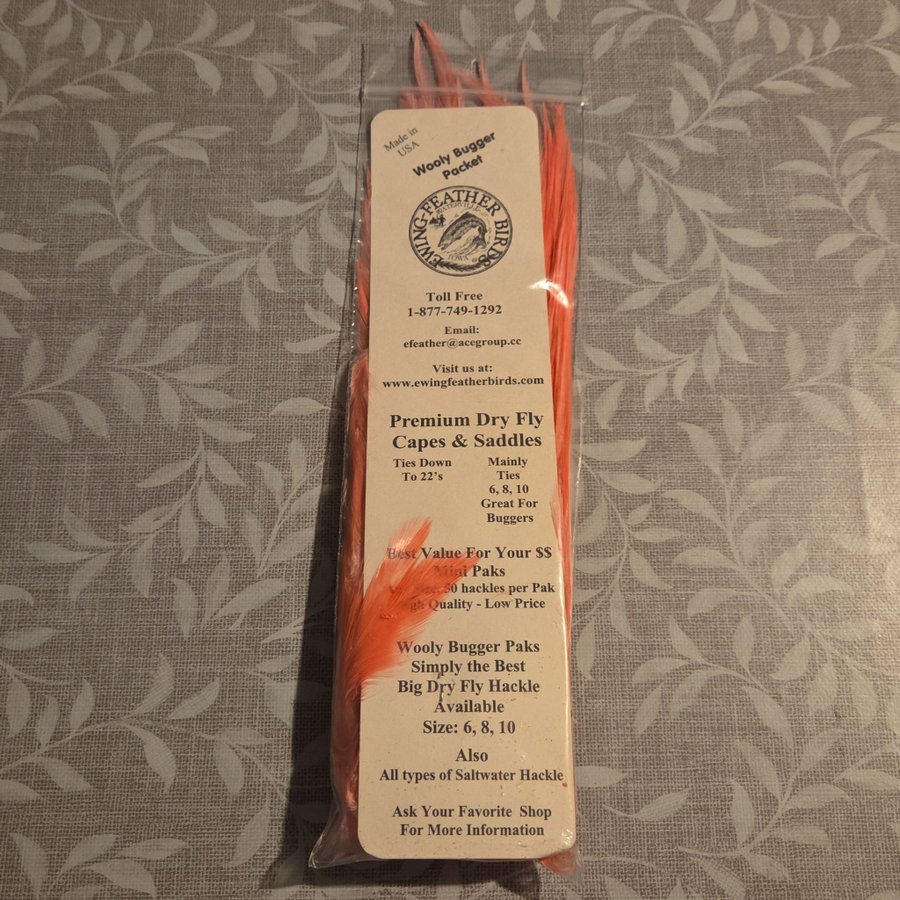 Made in
USA
Wooly Bugger
Packet
EWING-FEATHER BIRDS
WATERVILLE
IOWA
Toll Free
1-877-749-1292
Email:
efeather@acegroup.cc
Visit us at:
www.ewingfeatherbirds.com
Premium Dry Fly
Capes & Saddles
Ties Down
To 22's
Mainly
Ties
6, 8, 10
Great For
Buggers
Best Value For Your $$
Mini Paks
50 hackles per Pak
High Quality - Low Price
Wooly Bugger Paks
Simply the Best
Big Dry Fly Hackle
Available
Size: 6, 8, 10
Also
All types of Saltwater Hackle
Ask Your Favorite Shop
For More Information